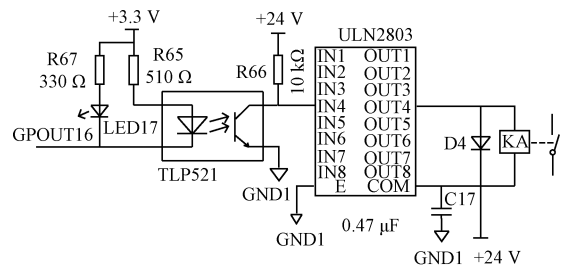 +3.3 V
+24 V
ULN2803
R67
330 Ω
R65
510 Ω
R66
10 kΩ
IN1 OUT1
IN2 OUT2
IN3 OUT3
IN4 OUT4
IN5 OUT5
IN6 OUT6
IN7 OUT7
IN8 OUT8
E COM
LED17
GPOUT16
TLP521
GND1
GND1
D4
KA
C17
0.47 μF
GND1
+24 V